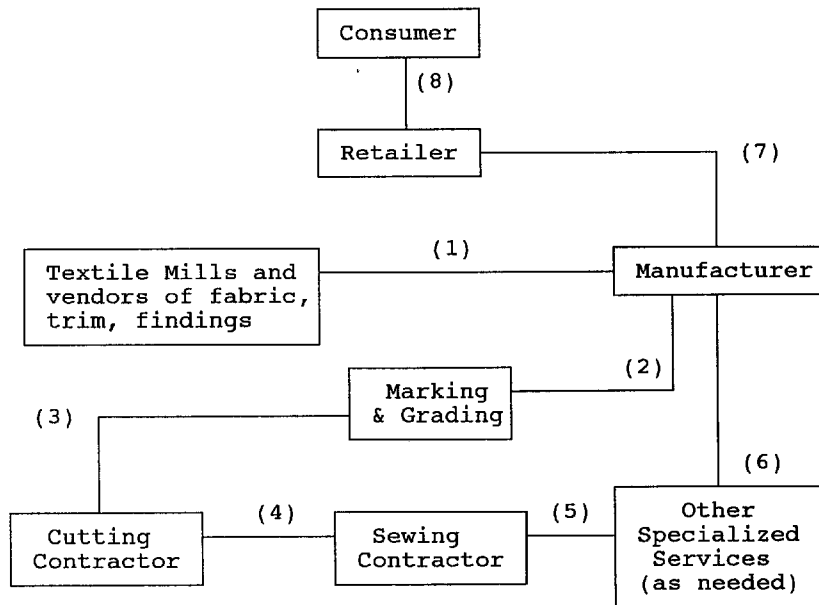 Consumer
(8)
Retailer
(7)
(1)
Textile Mills and
vendors of fabric,
trim, findings
Manufacturer
(2)
Marking
& Grading
(3)
(6)
Cutting
Contractor
(4)
Sewing
Contractor
(5)
Other
Specialized
Services
(as needed)